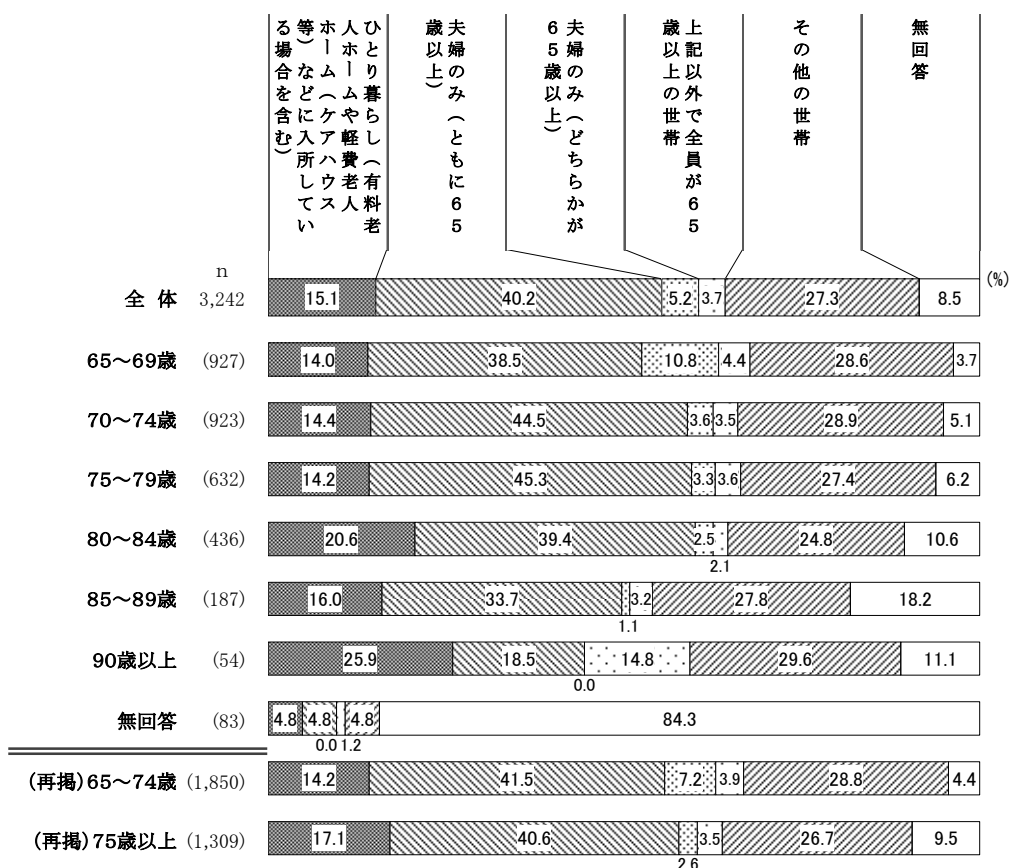 ひとり暮らし（有料老
人ホームや軽費老人
ホーム（ケアハウス
等）などに入所してい
る場合を含む）
夫婦のみ（ともに65
歳以上）
夫婦のみ（どちらかが
65歳以上）
上記以外で全員が65
歳以上の世帯
その他の世帯
無回答
n
(%)
全 体 3,242 15.1 40.2 5.2 3.7 27.3 8.5
65～69歳 (927) 14.0 38.5 10.8 4.4 28.6 3.7
70～74歳 (923) 14.4 44.5 3.6 3.5 28.9 5.1
75～79歳 (632) 14.2 45.3 3.3 3.6 27.4 6.2
80～84歳 (436) 20.6 39.4 2.5 24.8 10.6
2.1
85～89歳 (187) 16.0 33.7 3.2 27.8 18.2
1.1
90歳以上 (54) 25.9 18.5 14.8 29.6 11.1
0.0
無回答 (83) 4.8 4.8 4.8 84.3
0.0 1.2
(再掲)65～74歳 (1,850) 14.2 41.5 7.2 3.9 28.8 4.4
(再掲)75歳以上 (1,309) 17.1 40.6 3.5 26.7 9.5
2.6